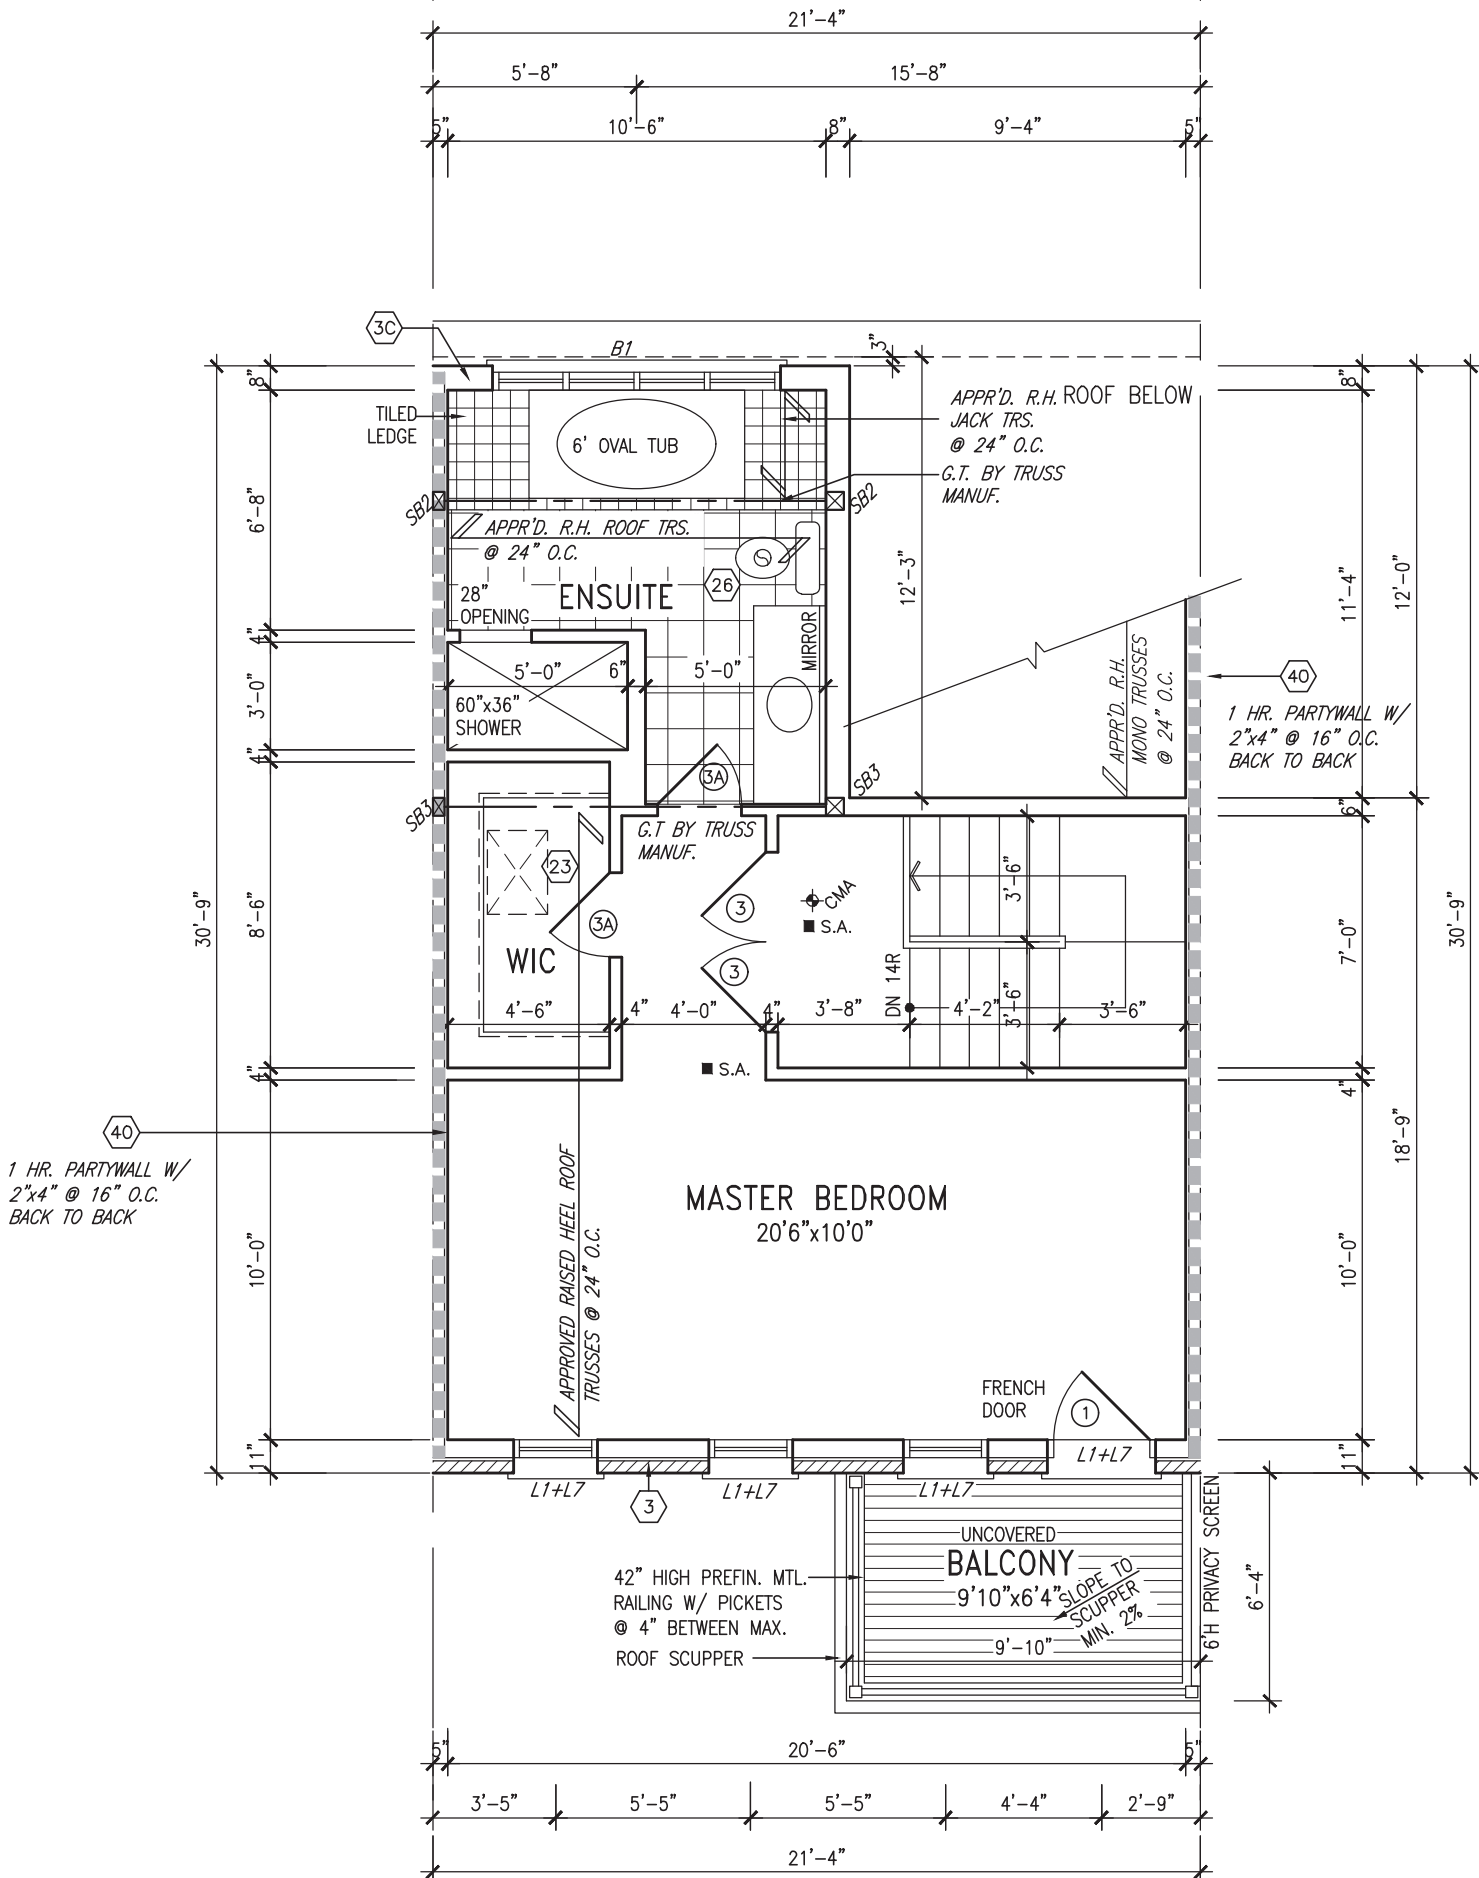 21'-4"
5'-8"
15'-8"
5"
10'-6"
8"
9'-4"
5"
3C
B1
3"
8"
8"
TILED
LEDGE
6' OVAL TUB
APPR'D. R.H.
JACK TRS.
@ 24" O.C.
ROOF BELOW
G.T. BY TRUSS
MANUF.
SB2
SB2
6'-8"
APPR'D. R.H. ROOF TRS.
@ 24" O.C.
28"
OPENING
ENSUITE
26
12'-3"
11'-4"
12'-0"
4"
MIRROR
5'-0"
6"
5'-0"
3'-0"
60"x36"
SHOWER
APPR'D. R.H.
MONO TRUSSES
@ 24" O.C.
40
1 HR. PARTYWALL W/
2"x4" @ 16" O.C.
BACK TO BACK
4"
3A
SB3
SB3
6"
G.T BY TRUSS
MANUF.
23
3'-6"
3
CMA
S.A.
3A
30'-9"
8'-6"
7'-0"
30'-9"
WIC
3
DN 14R
4'-6"
4"
4'-0"
4"
3'-8"
4'-2"
3'-6"
3'-6"
S.A.
4"
4"
40
1 HR. PARTYWALL W/
2"x4" @ 16" O.C.
BACK TO BACK
18'-9"
MASTER BEDROOM
20'6"x10'0"
10'-0"
APPROVED RAISED HEEL ROOF
TRUSSES @ 24" O.C.
10'-0"
FRENCH
DOOR
1
11"
L1+L7
11"
L1+L7
L1+L7
L1+L7
3
UNCOVERED
BALCONY
9'10"x6'4"
SLOPE TO
SCUPPER
MIN. 2%
6'H PRIVACY SCREEN
6'-4"
42" HIGH PREFIN. MTL.
RAILING W/ PICKETS
@ 4" BETWEEN MAX.
9'-10"
ROOF SCUPPER
5"
20'-6"
5"
3'-5"
5'-5"
5'-5"
4'-4"
2'-9"
21'-4"